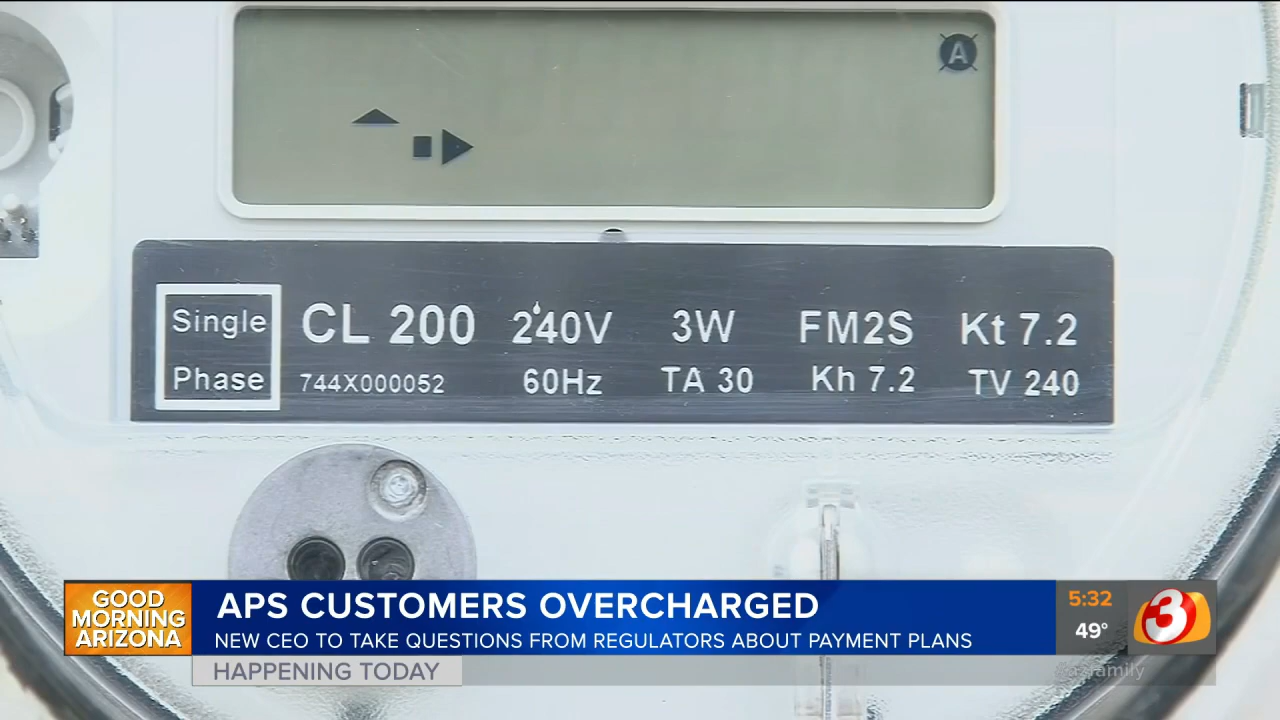 A
Single
Phase
CL 200 240V 3W FM2S Kt 7.2
744X000052 60Hz TA 30 Kh 7.2 TV 240
GOOD
MORNING
ARIZONA
APS CUSTOMERS OVERCHARGED
NEW CEO TO TAKE QUESTIONS FROM REGULATORS ABOUT PAYMENT PLANS
HAPPENING TODAY
5:32
49°
3
azfamily